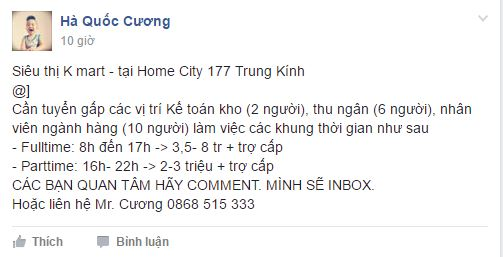 Hà Quốc Cương
10 giờ
Siêu thị K mart - tại Home City 177 Trung Kính
@]
Cần tuyển gấp các vị trí Kế toán kho (2 người), thu ngân (6 người), nhân
viên ngành hàng (10 người) làm việc các khung thời gian như sau
- Fulltime: 8h đến 17h -> 3,5- 8 tr + trợ cấp
- Parttime: 16h- 22h -> 2-3 triệu + trợ cấp
CÁC BẠN QUAN TÂM HÃY COMMENT. MÌNH SẼ INBOX.
Hoặc liên hệ Mr. Cương 0868 515 333
Thích Bình luận